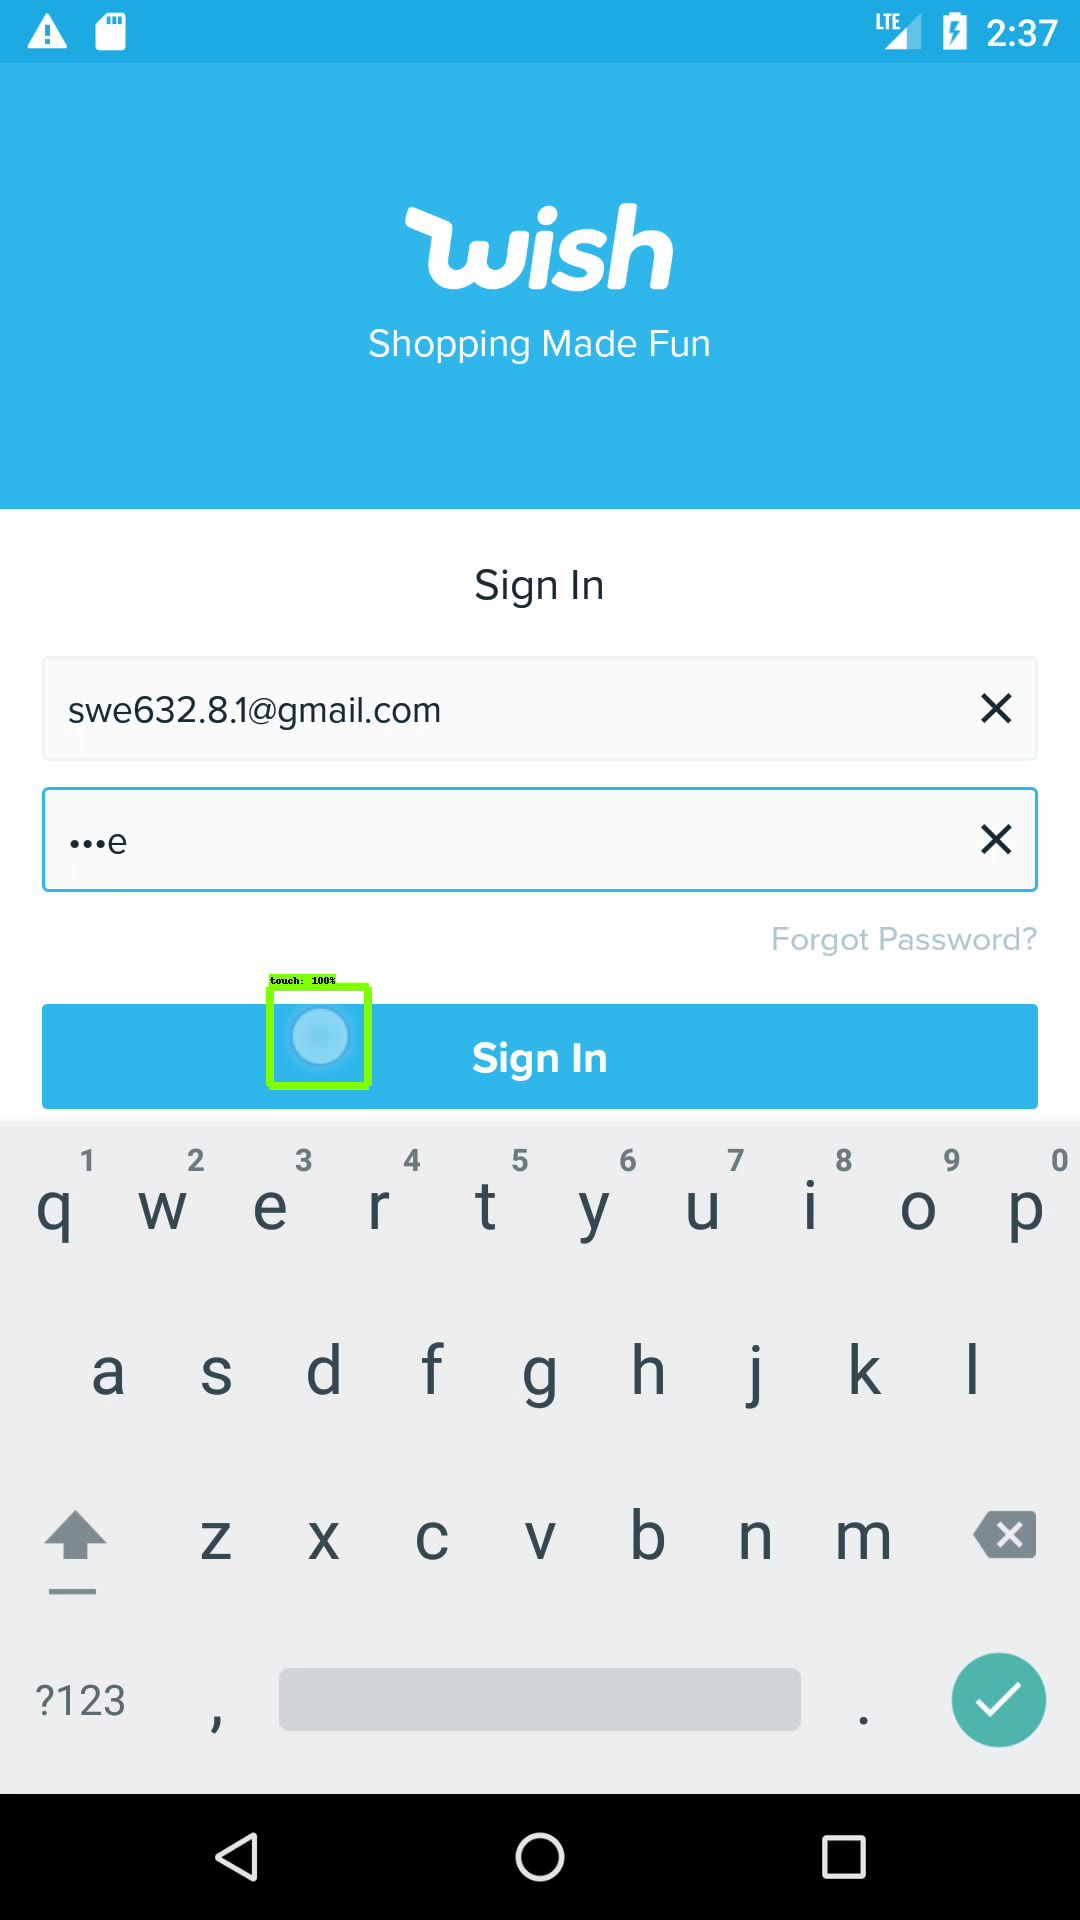 LTE 2:37
wish
Shopping Made Fun
Sign In
swe632.8.1@gmail.com
•••e
Forgot Password?
touch: 100%
Sign In
1 2 3 4 5 6 7 8 9 0
q w e r t y u i o p
a s d f g h j k l
z x c v b n m
?123 , .